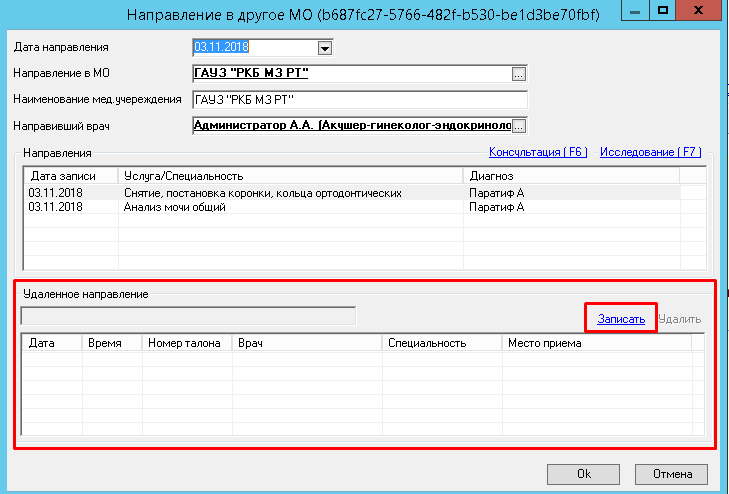 Направление в другое МО (b687fc27-5766-482f-b530-be1d3be70fbf)
Дата направления 03.11.2018
Направление в МО ГАУЗ "РКБ МЗ РТ" ...
Наименование мед.учереждения ГАУЗ "РКБ МЗ РТ"
Направивший врач Администратор А.А. (Акушер-гинеколог-эндокриноло ...
Направления Консультация ( F6 ) Исследование ( F7 )
Дата записи Услуга/Специальность Диагноз
03.11.2018 Снятие, постановка коронки, кольца ортодонтических Паратиф А
03.11.2018 Анализ мочи общий Паратиф А
Удаленное направление
Записать Удалить
Дата Время Номер талона Врач Специальность Место приема
Ok Отмена